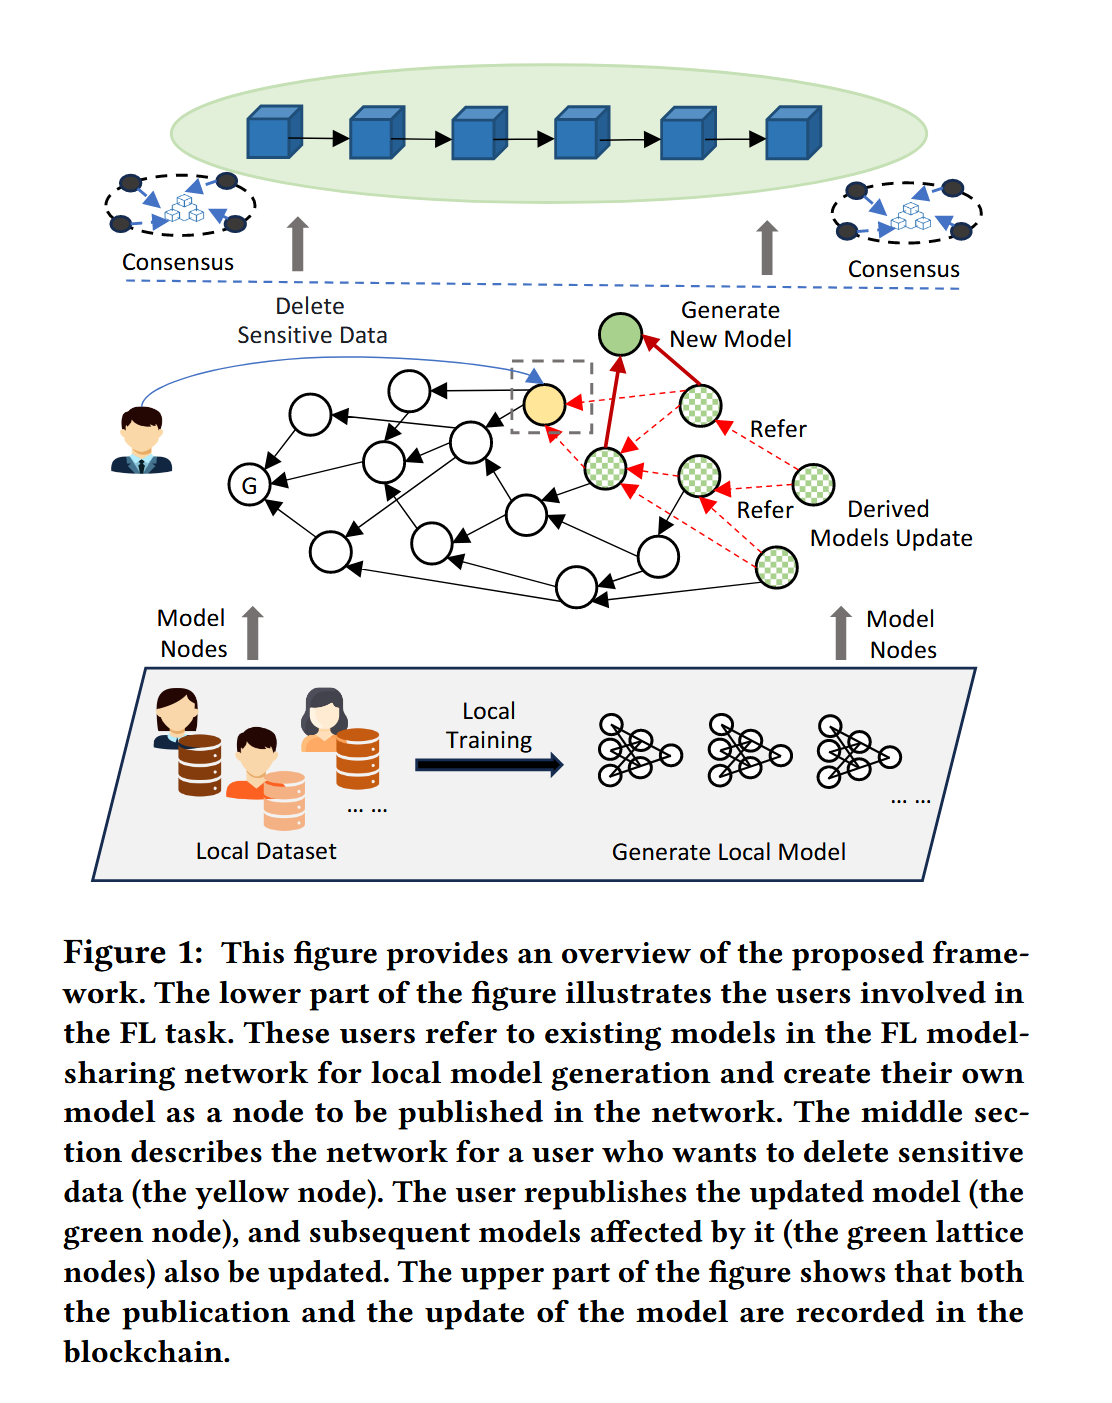 Consensus
Consensus
Delete
Sensitive Data
Generate
New Model
Refer
G
Refer
Derived
Models Update
Model
Nodes
Model
Nodes
Local
Training
... ...
... ...
Local Dataset
Generate Local Model
Figure 1: This figure provides an overview of the proposed frame-
work. The lower part of the figure illustrates the users involved in
the FL task. These users refer to existing models in the FL model-
sharing network for local model generation and create their own
model as a node to be published in the network. The middle sec-
tion describes the network for a user who wants to delete sensitive
data (the yellow node). The user republishes the updated model (the
green node), and subsequent models affected by it (the green lattice
nodes) also be updated. The upper part of the figure shows that both
the publication and the update of the model are recorded in the
blockchain.